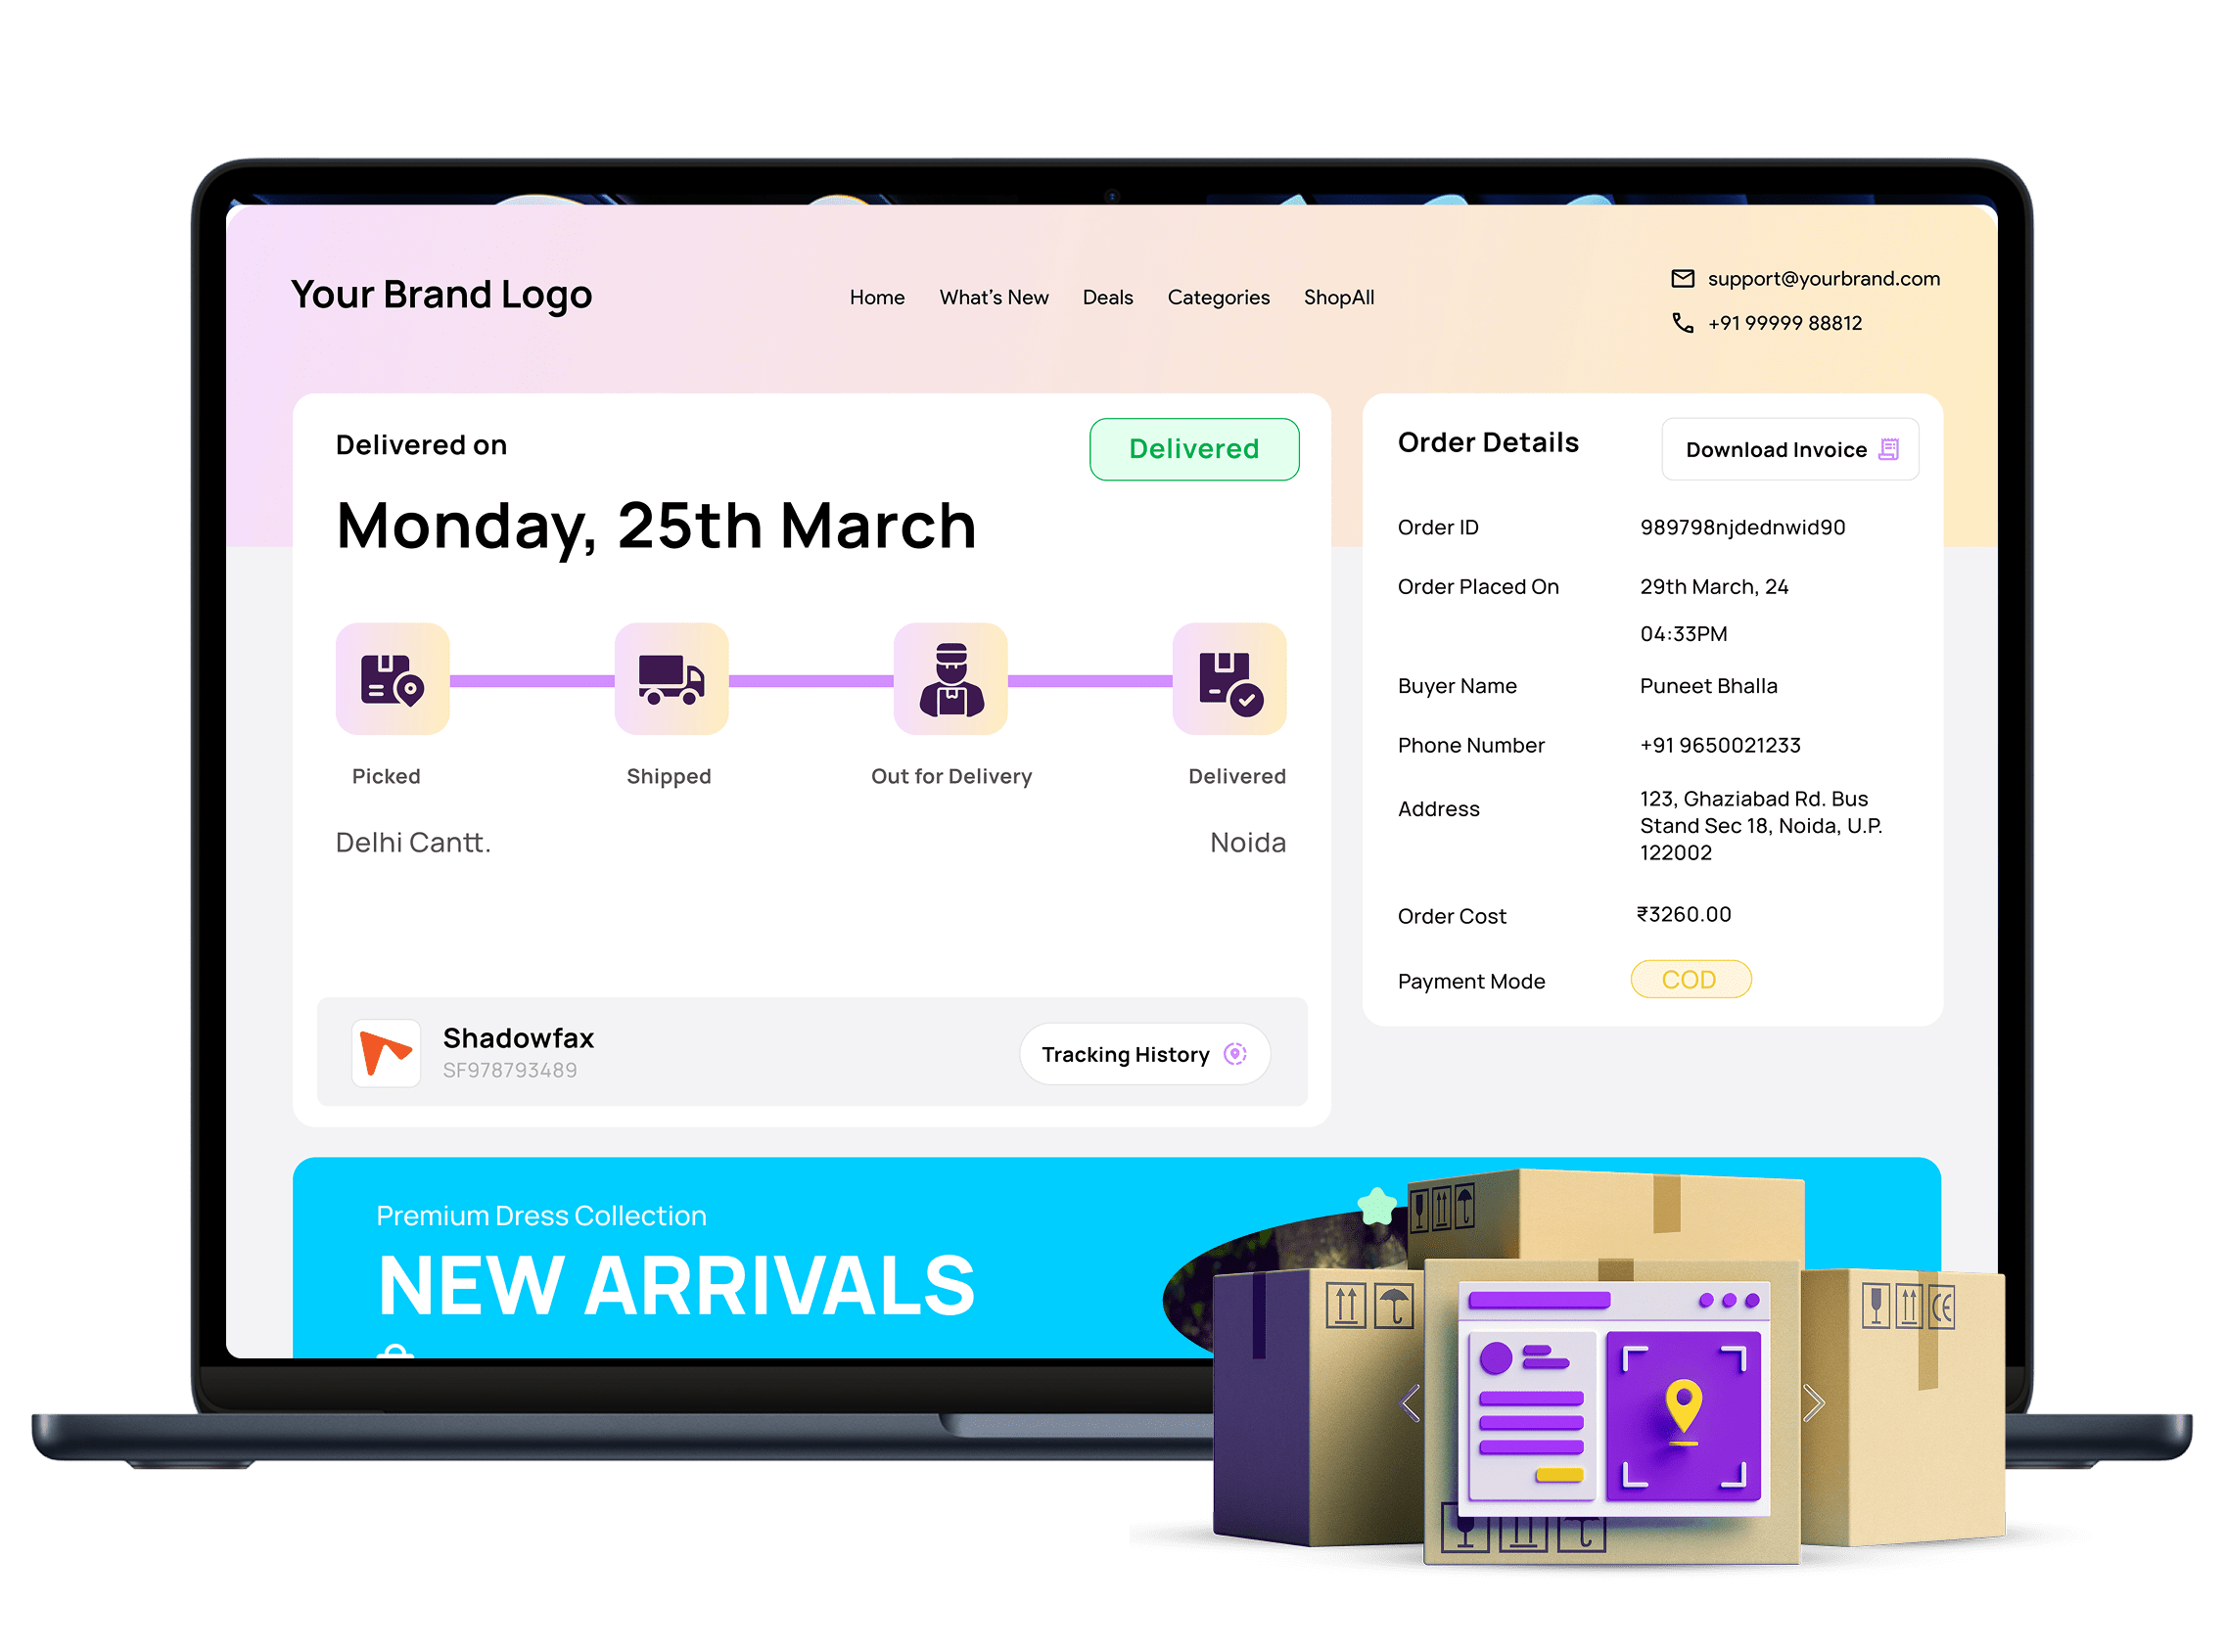 Your Brand Logo
Home What's New Deals Categories ShopAll
support@yourbrand.com
+91 99999 88812
Delivered on
Delivered
Monday, 25th March
Picked
Shipped
Out for Delivery
Delivered
Delhi Cantt.
Noida
Shadowfax
SF978793489
Tracking History
Order Details
Download Invoice
Order ID 989798njdednwid90
Order Placed On 29th March, 24
04:33PM
Buyer Name Puneet Bhalla
Phone Number +91 9650021233
Address 123, Ghaziabad Rd. Bus
Stand Sec 18, Noida, U.P.
122002
Order Cost ₹3260.00
Payment Mode COD
Premium Dress Collection
NEW ARRIVALS
CE